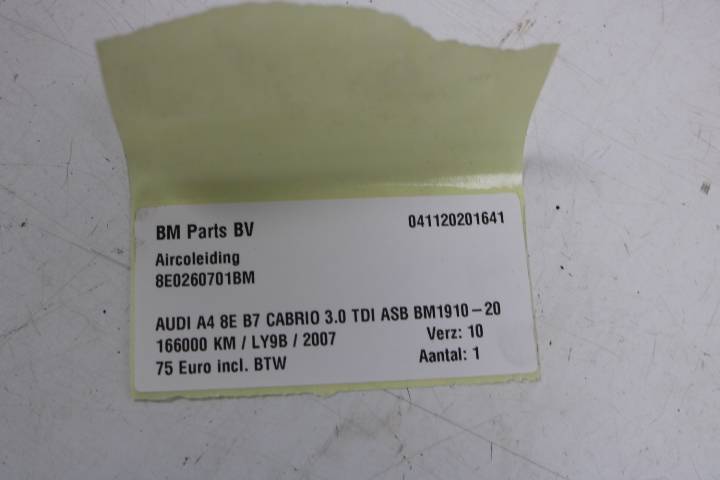 BM Parts BV 041120201641
Aircoleiding
8E0260701BM
AUDI A4 8E B7 CABRIO 3.0 TDI ASB BM1910-20
166000 KM / LY9B / 2007 Verz: 10
75 Euro incl. BTW Aantal: 1